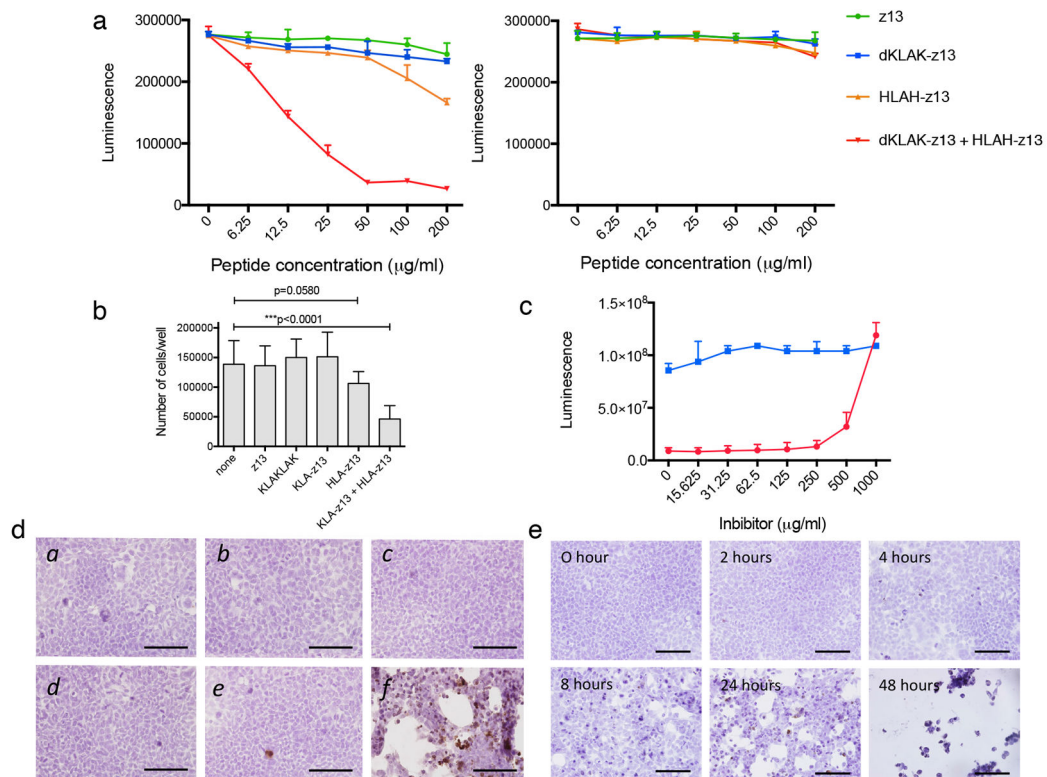 a
Luminescence
300000
200000
100000
0
0
6.25
12.5
25
50
100
200
Peptide concentration (μg/ml)
Luminescence
300000
200000
100000
0
0
6.25
12.5
25
50
100
200
Peptide concentration (μg/ml)
z13
dKLAK-z13
HLAH-z13
dKLAK-z13 + HLAH-z13
b
p=0.0580
***p<0.0001
Number of cells/well
200000
150000
100000
50000
0
none
z13
KLAKLAK
KLA-z13
HLA-z13
KLA-z13 + HLA-z13
c
Luminescence
1.5×10⁸
1.0×10⁸
5.0×10⁷
0.0
0
15.625
31.25
62.5
125
250
500
1000
Inbibitor (μg/ml)
d
a
b
c
d
e
f
e
O hour
2 hours
4 hours
8 hours
24 hours
48 hours